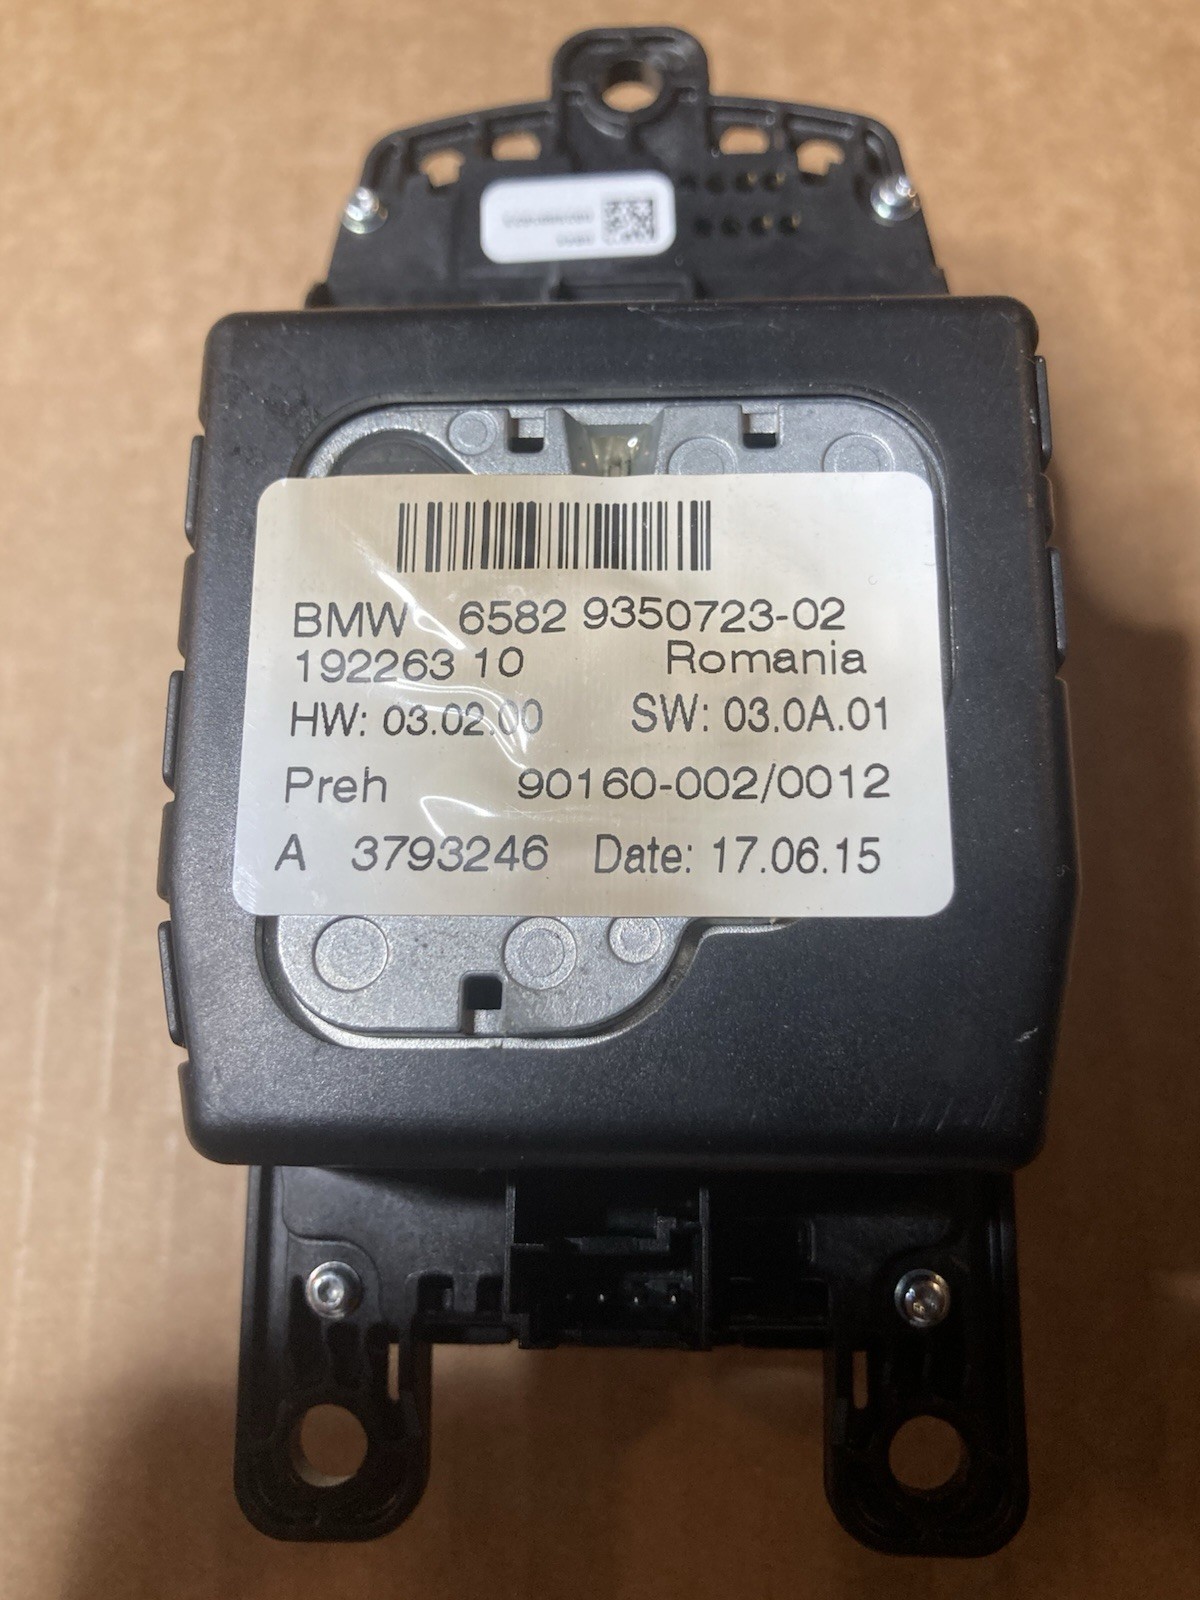 BMW 6582 9350723-02
192263 10 Romania
HW: 03.02.00 SW: 03.0A.01
Preh 90160-002/0012
A 3793246 Date: 17.06.15